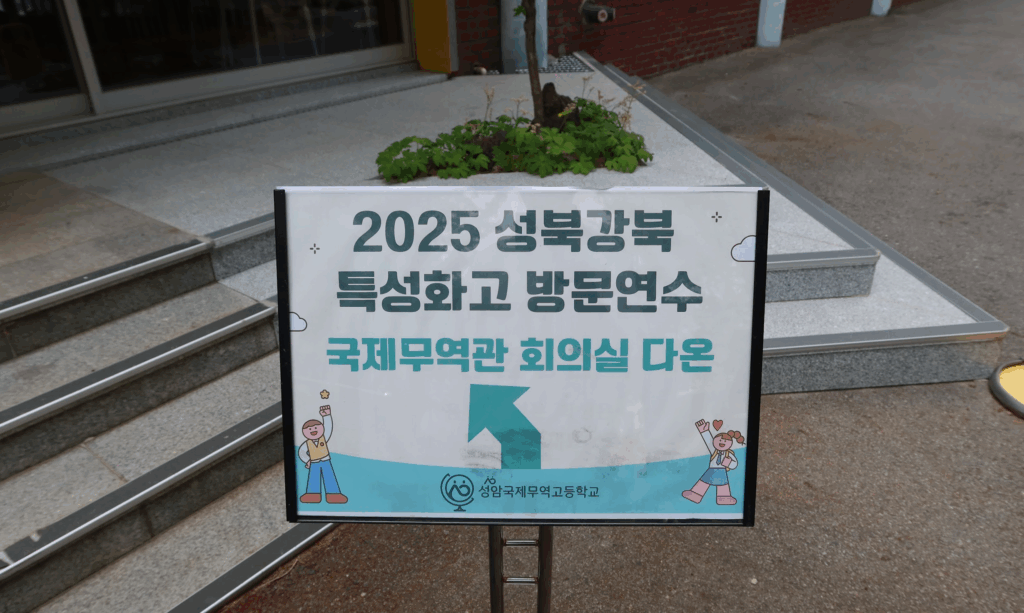 2025 성북강북
특성화고 방문연수
국제무역관 회의실 다온
성암국제무역고등학교